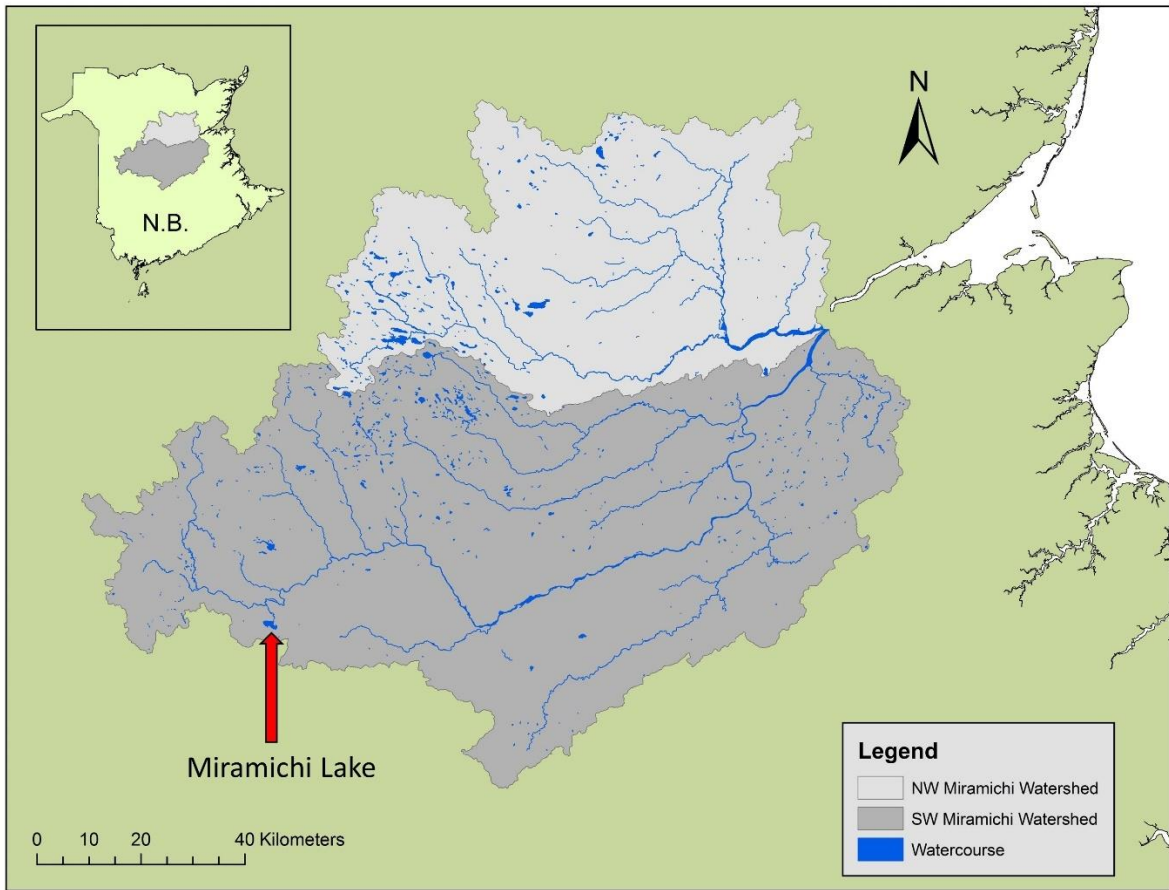 N.B.
N
Miramichi Lake
0 10 20 40 Kilometers
Legend
NW Miramichi Watershed
SW Miramichi Watershed
Watercourse